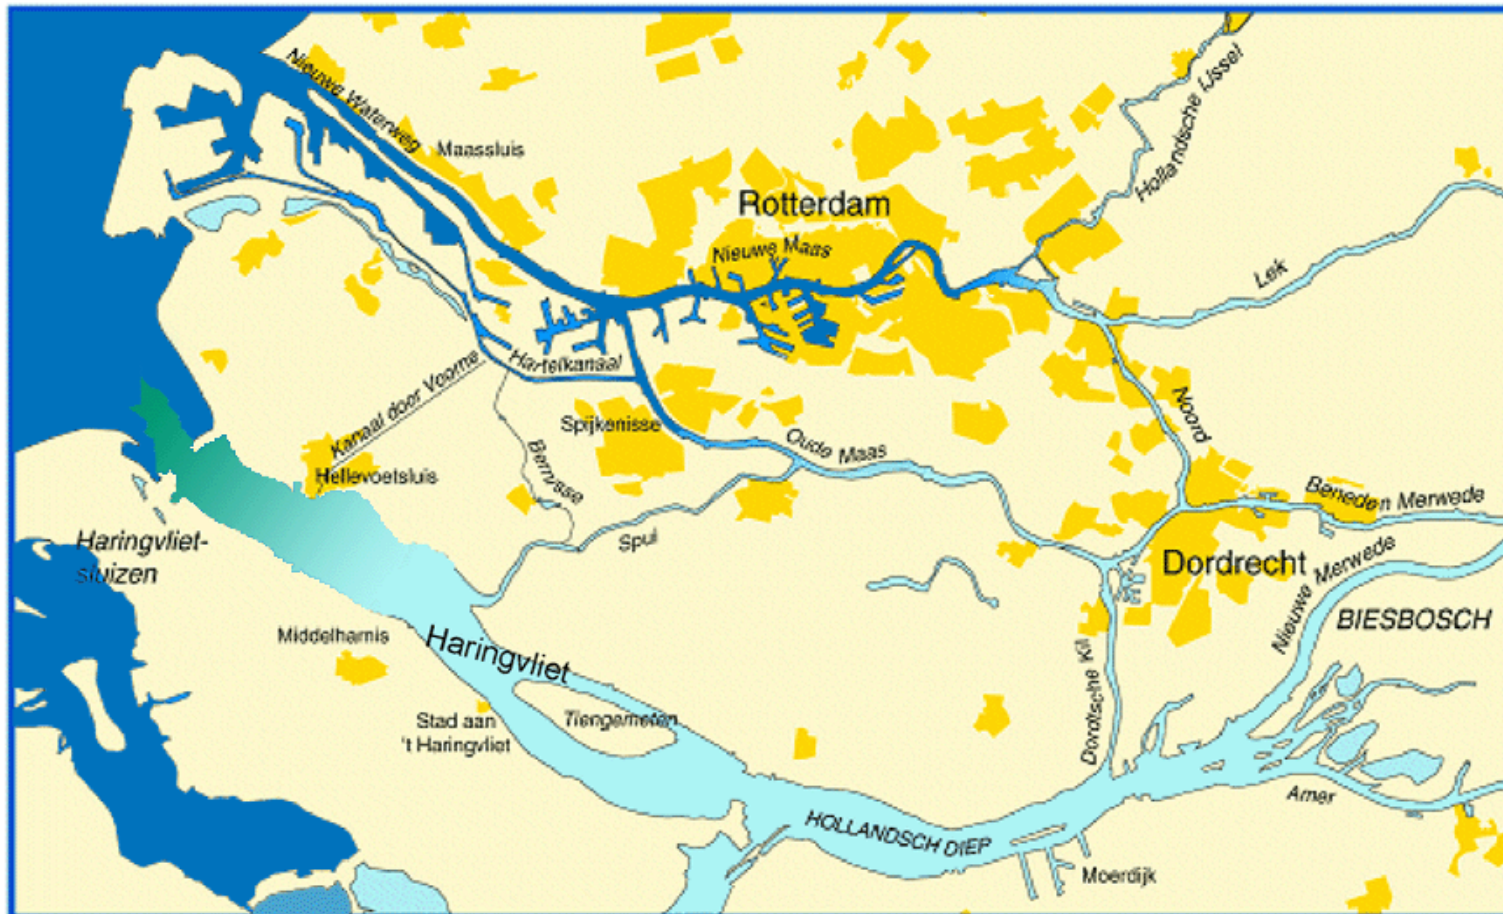 Nieuwe Waterweg
Maassluis
Rotterdam
Nieuwe Maas
Hollandsche IJssel
Lek
Hartelkanaal
Kanaal door Voorne
Noord
Spijkenisse
Oude Maas
Hellevoetsluis
Bernisse
Beneden Merwede
Haringvliet-
sluizen
Spui
Dordrecht
Nieuwe Merwede
BIESBOSCH
Middelharnis
Haringvliet
Dordtsche Kil
Tiengemeten
Stad aan
't Haringvliet
Amer
HOLLANDSCH DIEP
Moerdijk